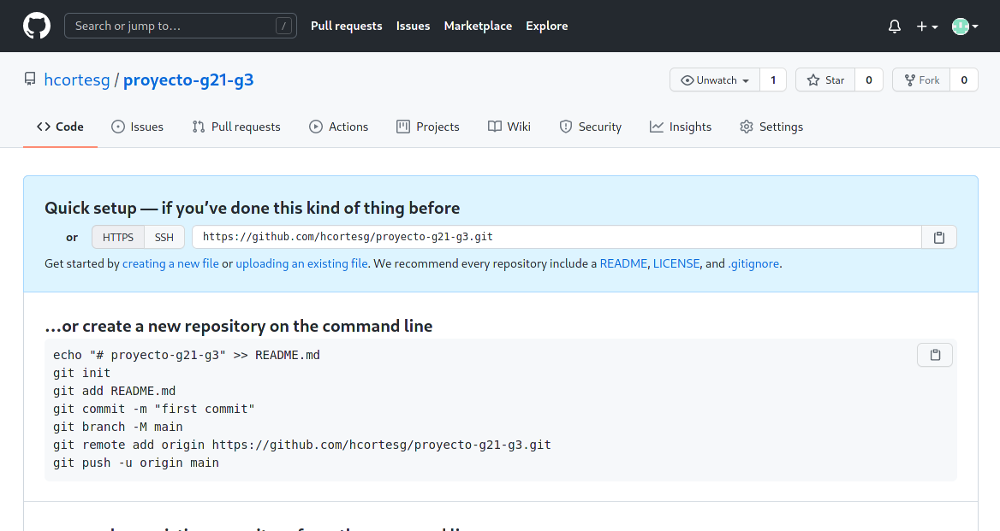 Search or jump to...
/
Pull requests
Issues
Marketplace
Explore
hcortesg / proyecto-g21-g3
Unwatch
1
Star
0
Fork
0
Code
Issues
Pull requests
Actions
Projects
Wiki
Security
Insights
Settings
Quick setup — if you’ve done this kind of thing before
or
HTTPS
SSH
https://github.com/hcortesg/proyecto-g21-g3.git
Get started by creating a new file or uploading an existing file. We recommend every repository include a README, LICENSE, and .gitignore.
…or create a new repository on the command line
echo "# proyecto-g21-g3" >> README.md
git init
git add README.md
git commit -m "first commit"
git branch -M main
git remote add origin https://github.com/hcortesg/proyecto-g21-g3.git
git push -u origin main